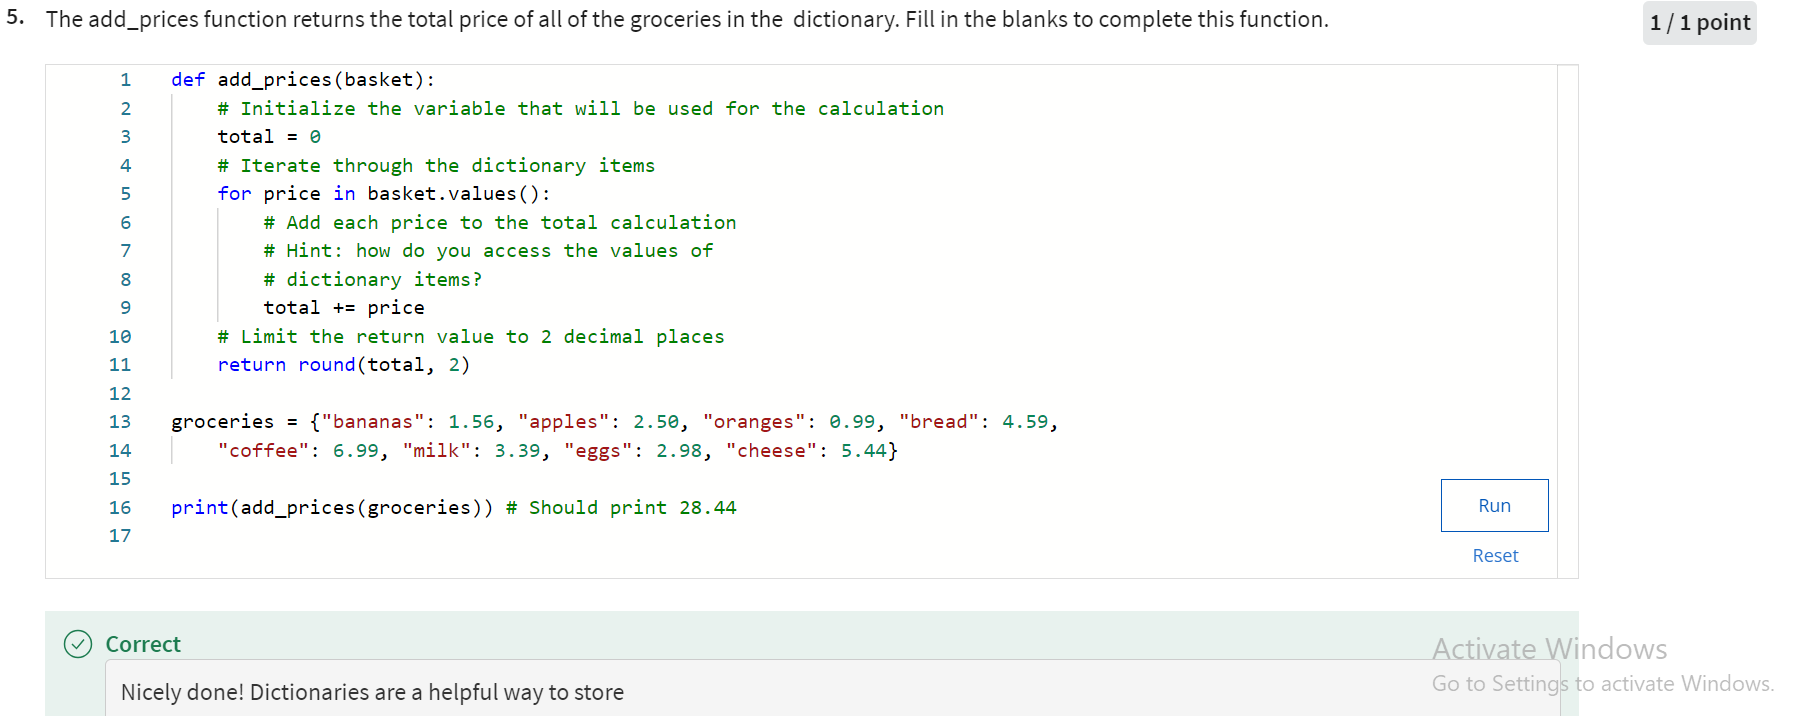 5. The add_prices function returns the total price of all of the groceries in the  dictionary. Fill in the blanks to complete this function.
1 / 1 point
1 def add_prices(basket):
2     # Initialize the variable that will be used for the calculation
3     total = 0
4     # Iterate through the dictionary items
5     for price in basket.values():
6         # Add each price to the total calculation
7         # Hint: how do you access the values of
8         # dictionary items?
9         total += price
10     # Limit the return value to 2 decimal places
11     return round(total, 2)
12
13 groceries = {"bananas": 1.56, "apples": 2.50, "oranges": 0.99, "bread": 4.59,
14     "coffee": 6.99, "milk": 3.39, "eggs": 2.98, "cheese": 5.44}
15
16 print(add_prices(groceries)) # Should print 28.44
17
Run
Reset
Correct
Nicely done! Dictionaries are a helpful way to store
Activate Windows
Go to Settings to activate Windows.